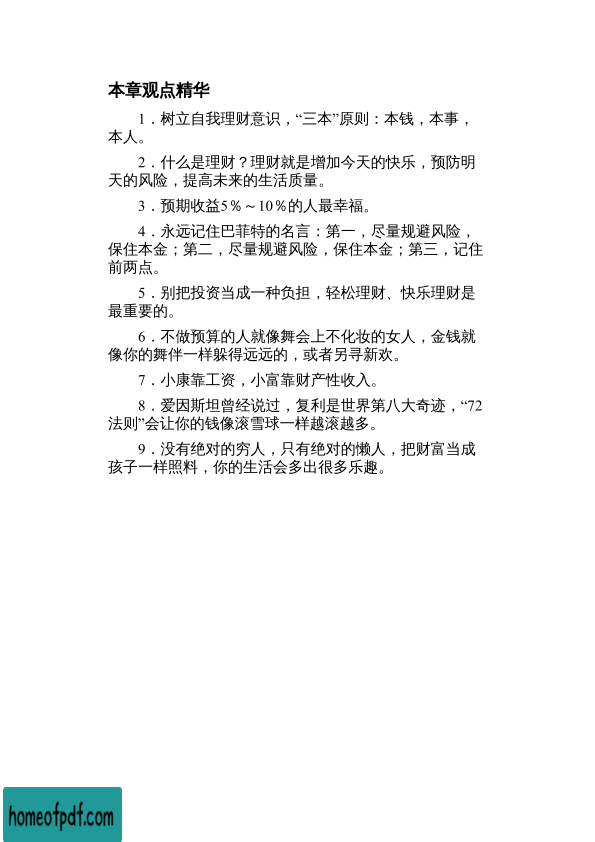 本章观点精华
1．树立自我理财意识，“三本”原则：本钱，本事，
本人。
2．什么是理财？理财就是增加今天的快乐，预防明
天的风险，提高未来的生活质量。
3．预期收益5％～10％的人最幸福。
4．永远记住巴菲特的名言：第一，尽量规避风险，
保住本金；第二，尽量规避风险，保住本金；第三，记住
前两点。
5．别把投资当成一种负担，轻松理财、快乐理财是
最重要的。
6．不做预算的人就像舞会上不化妆的女人，金钱就
像你的舞伴一样躲得远远的，或者另寻新欢。
7．小康靠工资，小富靠财产性收入。
8．爱因斯坦曾经说过，复利是世界第八大奇迹，“72
法则”会让你的钱像滚雪球一样越滚越多。
9．没有绝对的穷人，只有绝对的懒人，把财富当成
孩子一样照料，你的生活会多出很多乐趣。
homeofpdf.com